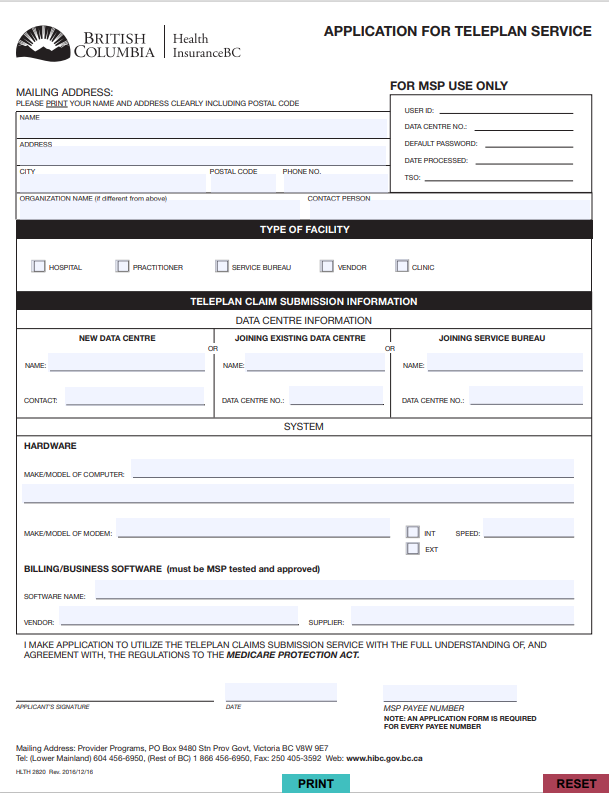 BRITISH COLUMBIA
Health InsuranceBC
APPLICATION FOR TELEPLAN SERVICE
MAILING ADDRESS:
PLEASE PRINT YOUR NAME AND ADDRESS CLEARLY INCLUDING POSTAL CODE
FOR MSP USE ONLY
USER ID:
DATA CENTRE NO.:
DEFAULT PASSWORD:
DATE PROCESSED:
TSO:
NAME
ADDRESS
CITY POSTAL CODE PHONE NO.
ORGANIZATION NAME (if different from above) CONTACT PERSON
TYPE OF FACILITY
HOSPITAL PRACTITIONER SERVICE BUREAU VENDOR CLINIC
TELEPLAN CLAIM SUBMISSION INFORMATION
DATA CENTRE INFORMATION
NEW DATA CENTRE OR JOINING EXISTING DATA CENTRE OR JOINING SERVICE BUREAU
NAME: NAME: NAME:
CONTACT: DATA CENTRE NO.: DATA CENTRE NO.:
SYSTEM
HARDWARE
MAKE/MODEL OF COMPUTER:
MAKE/MODEL OF MODEM: INT SPEED:
EXT
BILLING/BUSINESS SOFTWARE (must be MSP tested and approved)
SOFTWARE NAME:
VENDOR: SUPPLIER:
I MAKE APPLICATION TO UTILIZE THE TELEPLAN CLAIMS SUBMISSION SERVICE WITH THE FULL UNDERSTANDING OF, AND
AGREEMENT WITH, THE REGULATIONS TO THE MEDICARE PROTECTION ACT.
APPLICANT'S SIGNATURE DATE MSP PAYEE NUMBER
NOTE: AN APPLICATION FORM IS REQUIRED
FOR EVERY PAYEE NUMBER
Mailing Address: Provider Programs, PO Box 9480 Stn Prov Govt, Victoria BC V8W 9E7
Tel: (Lower Mainland) 604 456-6950, (Rest of BC) 1 866 456-6950, Fax: 250 405-3592 Web: www.hibc.gov.bc.ca
HLTH 2820 Rev. 2016/12/16
PRINT RESET